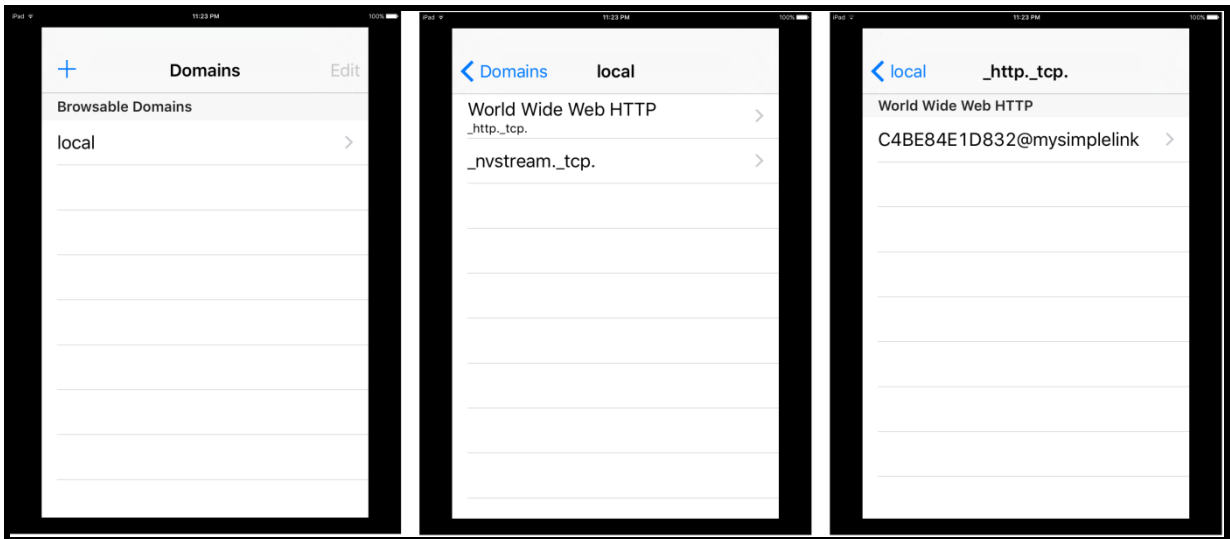 iPad 11:23 PM 100%
+ Domains Edit
Browsable Domains
local
iPad 11:23 PM 100%
Domains local
World Wide Web HTTP
_http._tcp.
_nvstream._tcp.
iPad 11:23 PM 100%
local _http._tcp.
World Wide Web HTTP
C4BE84E1D832@mysimplelink